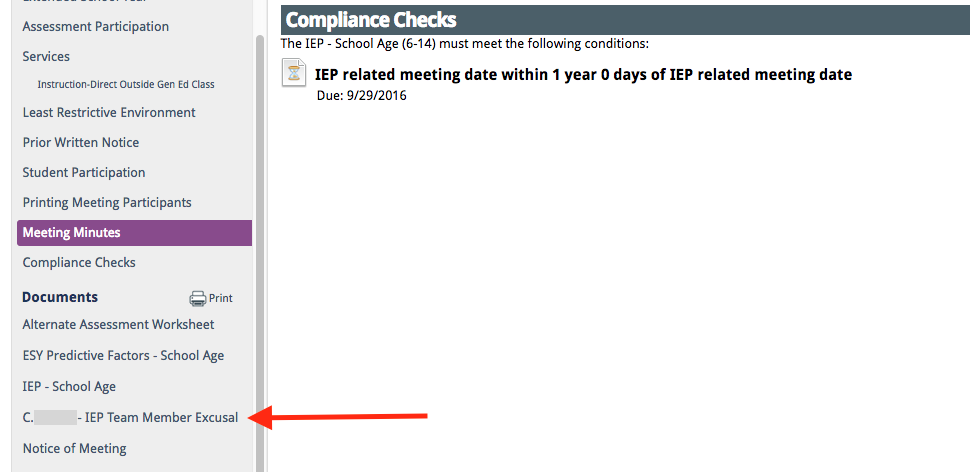 Assessment Participation
Services
Instruction-Direct Outside Gen Ed Class
Least Restrictive Environment
Prior Written Notice
Student Participation
Printing Meeting Participants
Meeting Minutes
Compliance Checks
Documents Print
Alternate Assessment Worksheet
ESY Predictive Factors - School Age
IEP - School Age
C. - IEP Team Member Excusal
Notice of Meeting
Compliance Checks
The IEP - School Age (6-14) must meet the following conditions:
IEP related meeting date within 1 year 0 days of IEP related meeting date
Due: 9/29/2016